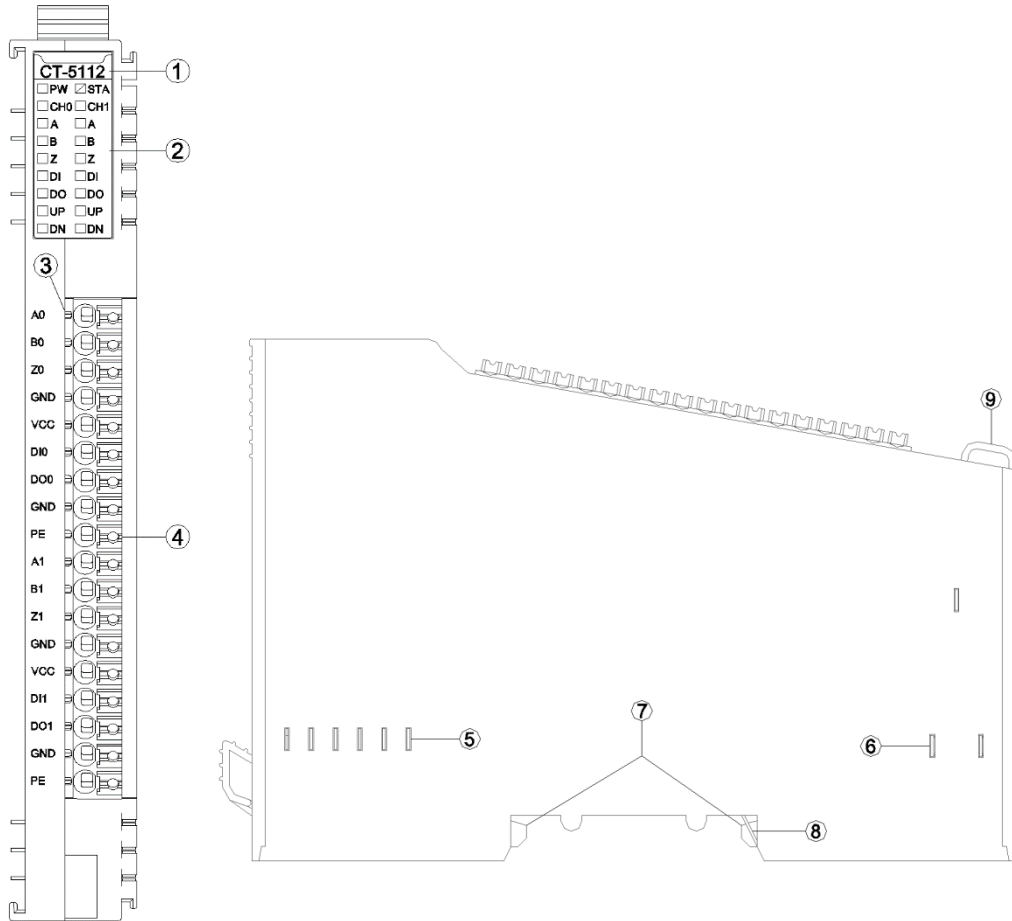 CT-5112
1
PW STA
CH0 CH1
A A
B B
2
Z Z
DI DI
DO DO
UP UP
DN DN
3
A0
B0
Z0
GND
VCC
DI0
DO0
GND
PE
4
A1
B1
Z1
GND
VCC
DI1
DO1
GND
PE
9
7
5
6
8